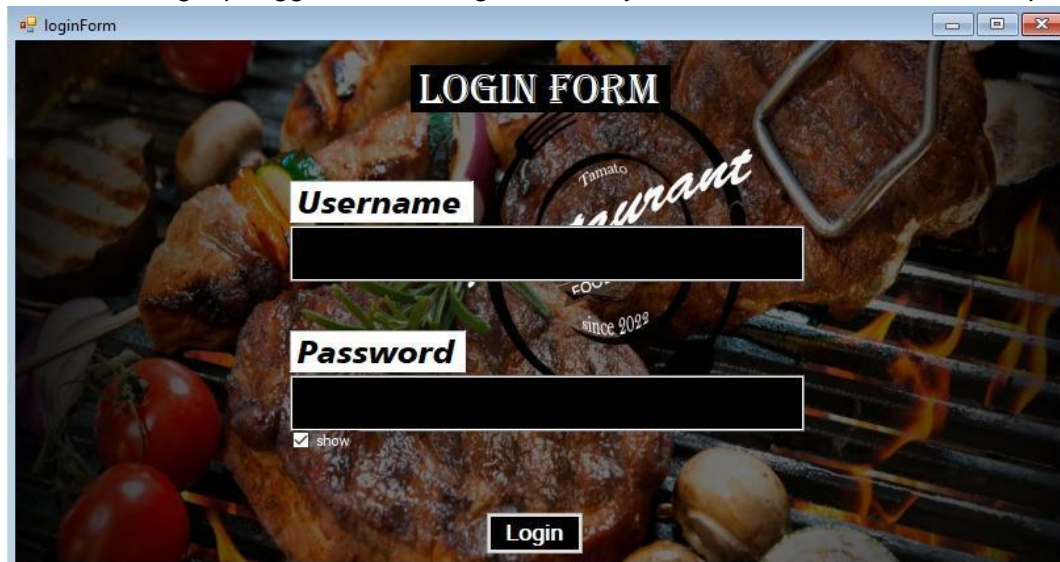 loginForm
LOGIN FORM
Tamato
Username
Password
since 2022
show
Login